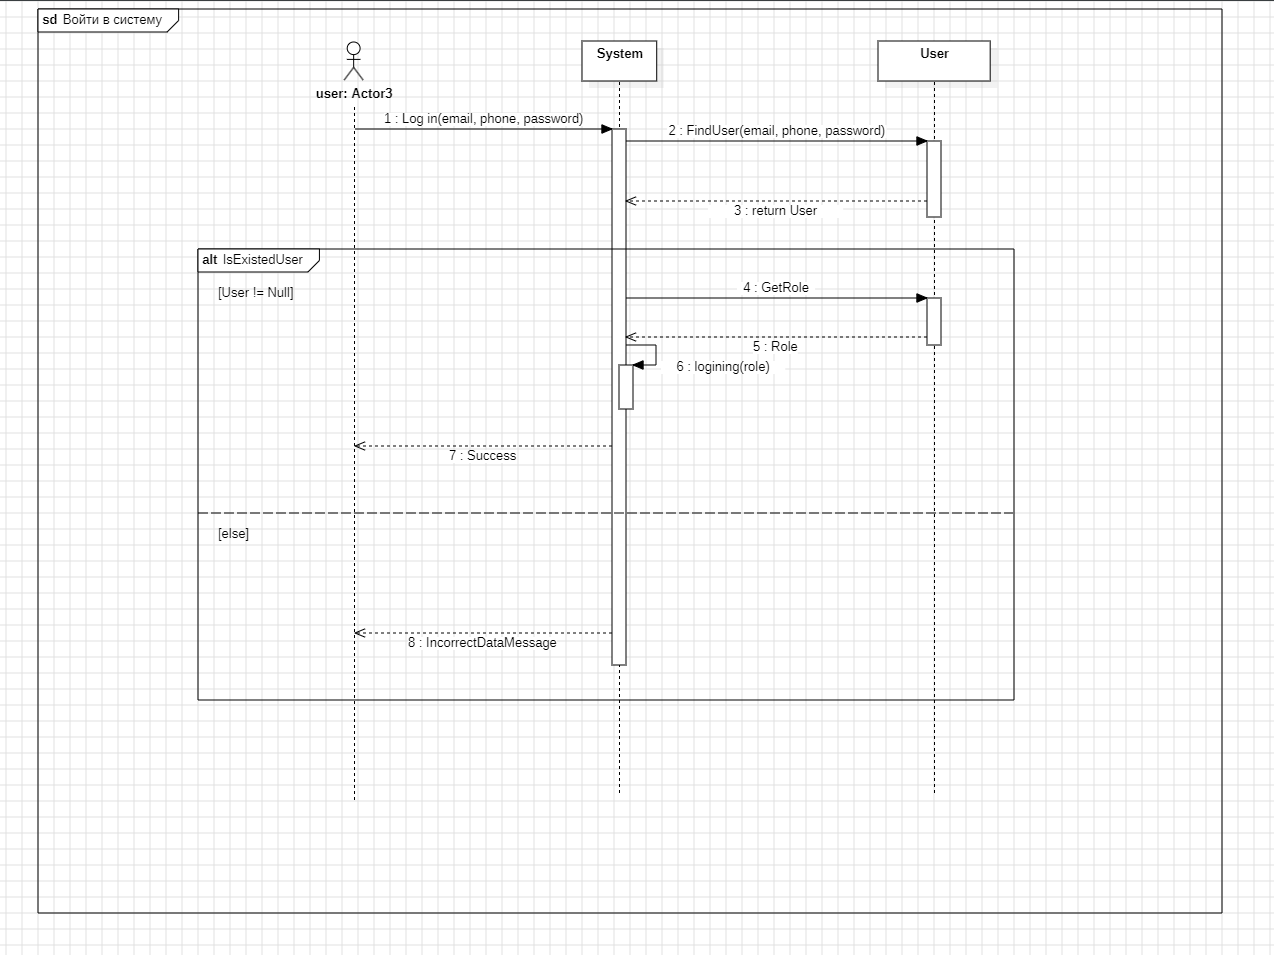 sd Войти в систему
user: Actor3
System
User
1 : Log in(email, phone, password)
2 : FindUser(email, phone, password)
3 : return User
alt IsExistedUser
[User != Null]
4 : GetRole
5 : Role
6 : logining(role)
7 : Success
[else]
8 : IncorrectDataMessage